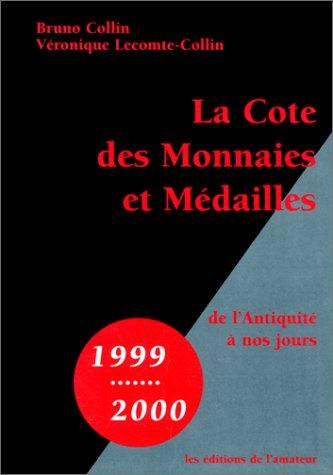 Bruno Collin
Véronique Lecomte-Collin
La Cote
des Monnaies
et Médailles
de l'Antiquité
à nos jours
1999
.......
2000
les éditions de l'amateur